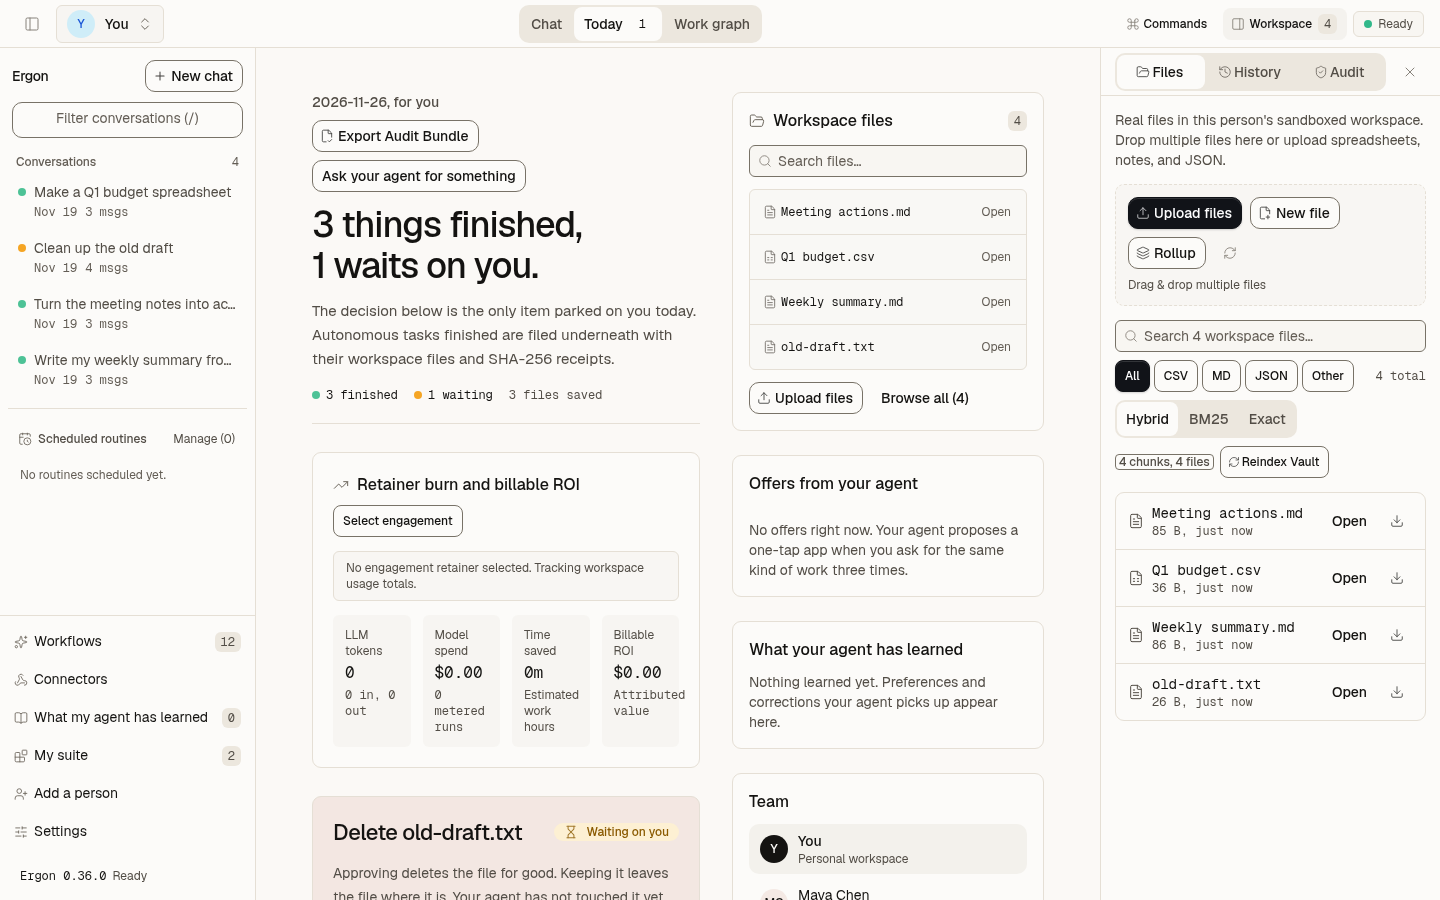 Y You
Chat
Today 1
Work graph
Commands
Workspace 4
Ready
Ergon
New chat
Filter conversations (/)
Conversations 4
Make a Q1 budget spreadsheet
Nov 19 3 msgs
Clean up the old draft
Nov 19 4 msgs
Turn the meeting notes into ac…
Nov 19 3 msgs
Write my weekly summary fro…
Nov 19 3 msgs
Scheduled routines
Manage (0)
No routines scheduled yet.
Workflows 12
Connectors
What my agent has learned 0
My suite 2
Add a person
Settings
Ergon 0.36.0 Ready
2026-11-26, for you
Export Audit Bundle
Ask your agent for something
3 things finished,
1 waits on you.
The decision below is the only item parked on you today.
Autonomous tasks finished are filed underneath with
their workspace files and SHA-256 receipts.
3 finished 1 waiting 3 files saved
Retainer burn and billable ROI
Select engagement
No engagement retainer selected. Tracking workspace
usage totals.
LLM
tokens
0
0 in, 0
out
Model
spend
$0.00
0
metered
runs
Time
saved
0m
Estimated
work
hours
Billable
ROI
$0.00
Attributed
value
Delete old-draft.txt
Waiting on you
Approving deletes the file for good. Keeping it leaves
the file where it is. Your agent has not touched it yet.
Workspace files 4
Search files…
Meeting actions.md Open
Q1 budget.csv Open
Weekly summary.md Open
old-draft.txt Open
Upload files
Browse all (4)
Offers from your agent
No offers right now. Your agent proposes a
one-tap app when you ask for the same
kind of work three times.
What your agent has learned
Nothing learned yet. Preferences and
corrections your agent picks up appear
here.
Team
Y You
Personal workspace
Maya Chen
Files
History
Audit
Real files in this person's sandboxed workspace.
Drop multiple files here or upload spreadsheets,
notes, and JSON.
Upload files
New file
Rollup
Drag & drop multiple files
Search 4 workspace files…
All CSV MD JSON Other 4 total
Hybrid BM25 Exact
4 chunks, 4 files
Reindex Vault
Meeting actions.md
85 B, just now
Open
Q1 budget.csv
36 B, just now
Open
Weekly summary.md
86 B, just now
Open
old-draft.txt
26 B, just now
Open